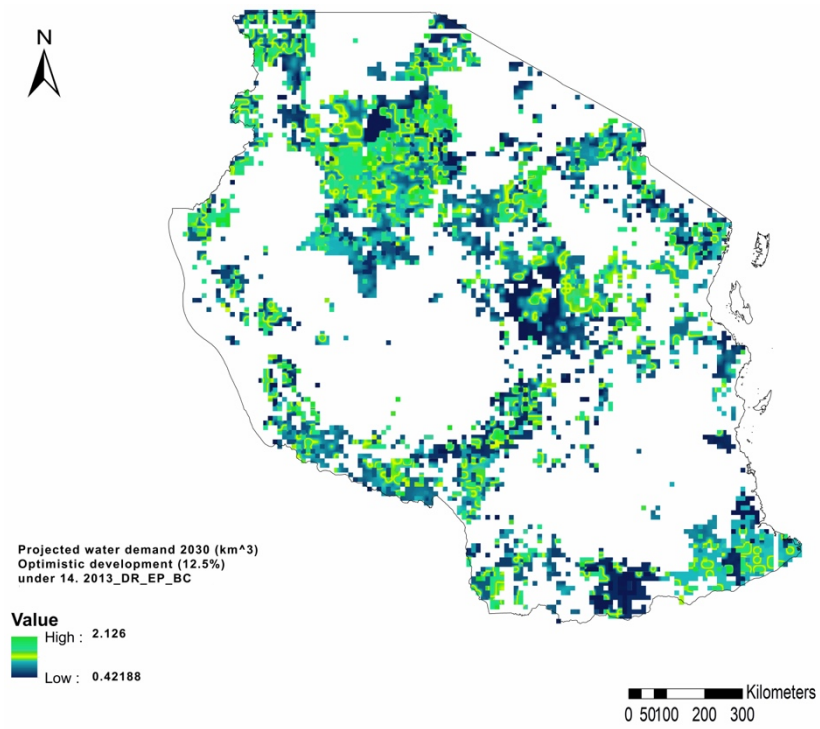 N
Projected water demand 2030 (km^3)
Optimistic development (12.5%)
under 14. 2013_DR_EP_BC
Value
High : 2.126
Low : 0.42188
Kilometers
0 50100 200 300